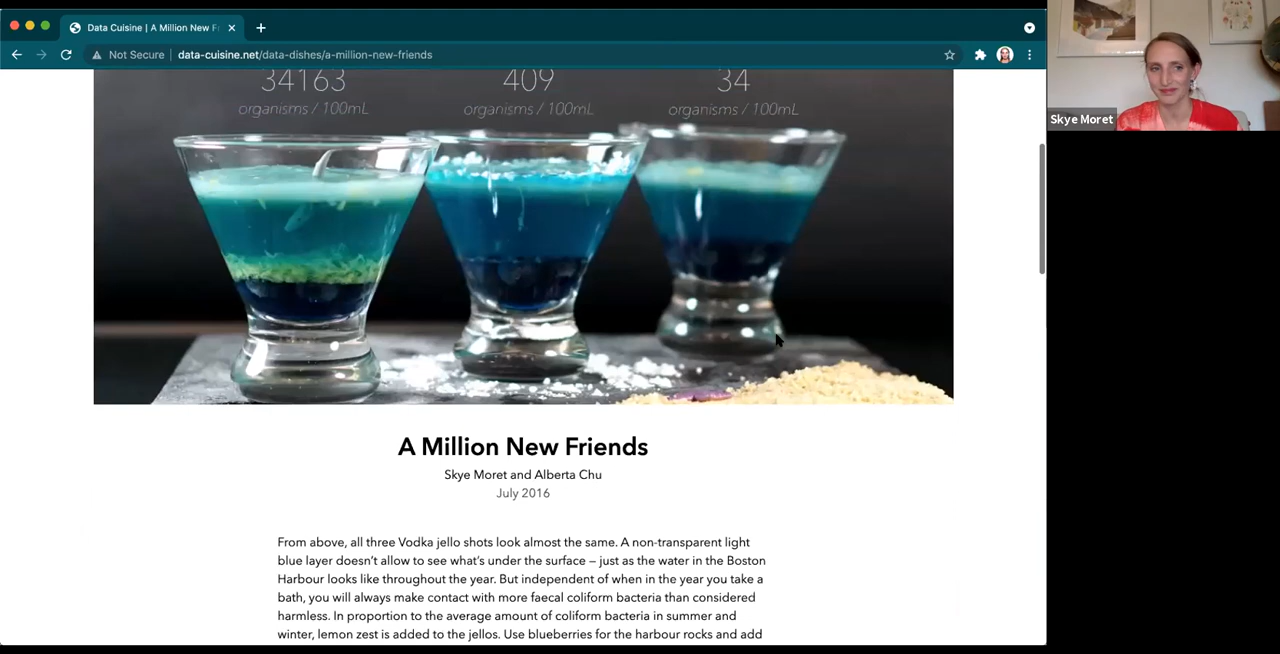 Data Cuisine | A Million New F
Not Secure
data-cuisine.net/data-dishes/a-million-new-friends
34163
409
34
organisms / 100mL
organisms / 100mL
organisms / 100mL
Skye Moret
A Million New Friends
Skye Moret and Alberta Chu
July 2016
From above, all three Vodka jello shots look almost the same. A non-transparent light
blue layer doesn't allow to see what's under the surface – just as the water in the Boston
Harbour looks like throughout the year. But independent of when in the year you take a
bath, you will always make contact with more faecal coliform bacteria than considered
harmless. In proportion to the average amount of coliform bacteria in summer and
winter, lemon zest is added to the jellos. Use blueberries for the harbour rocks and add